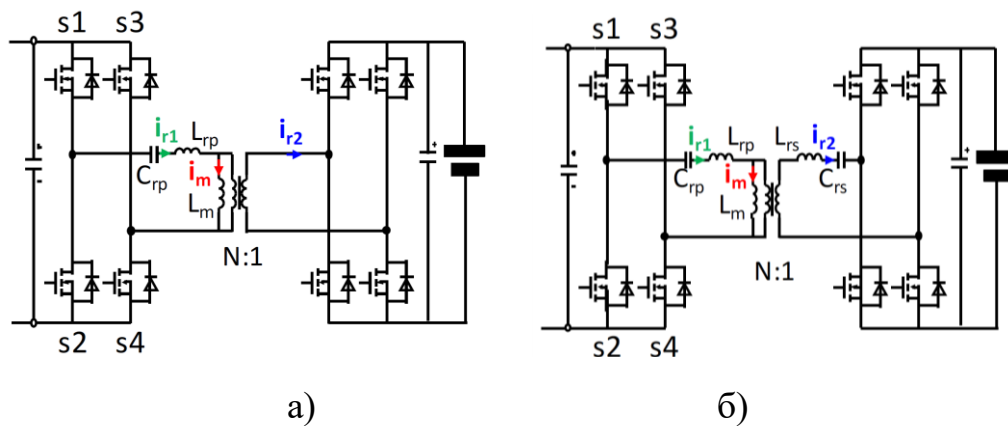 s1 s3
i_r1 L_rp i_r2
C_rp i_m L_m
N:1
s2 s4
а)
s1 s3
i_r1 L_rp L_rs i_r2
C_rp i_m L_m C_rs
N:1
s2 s4
б)